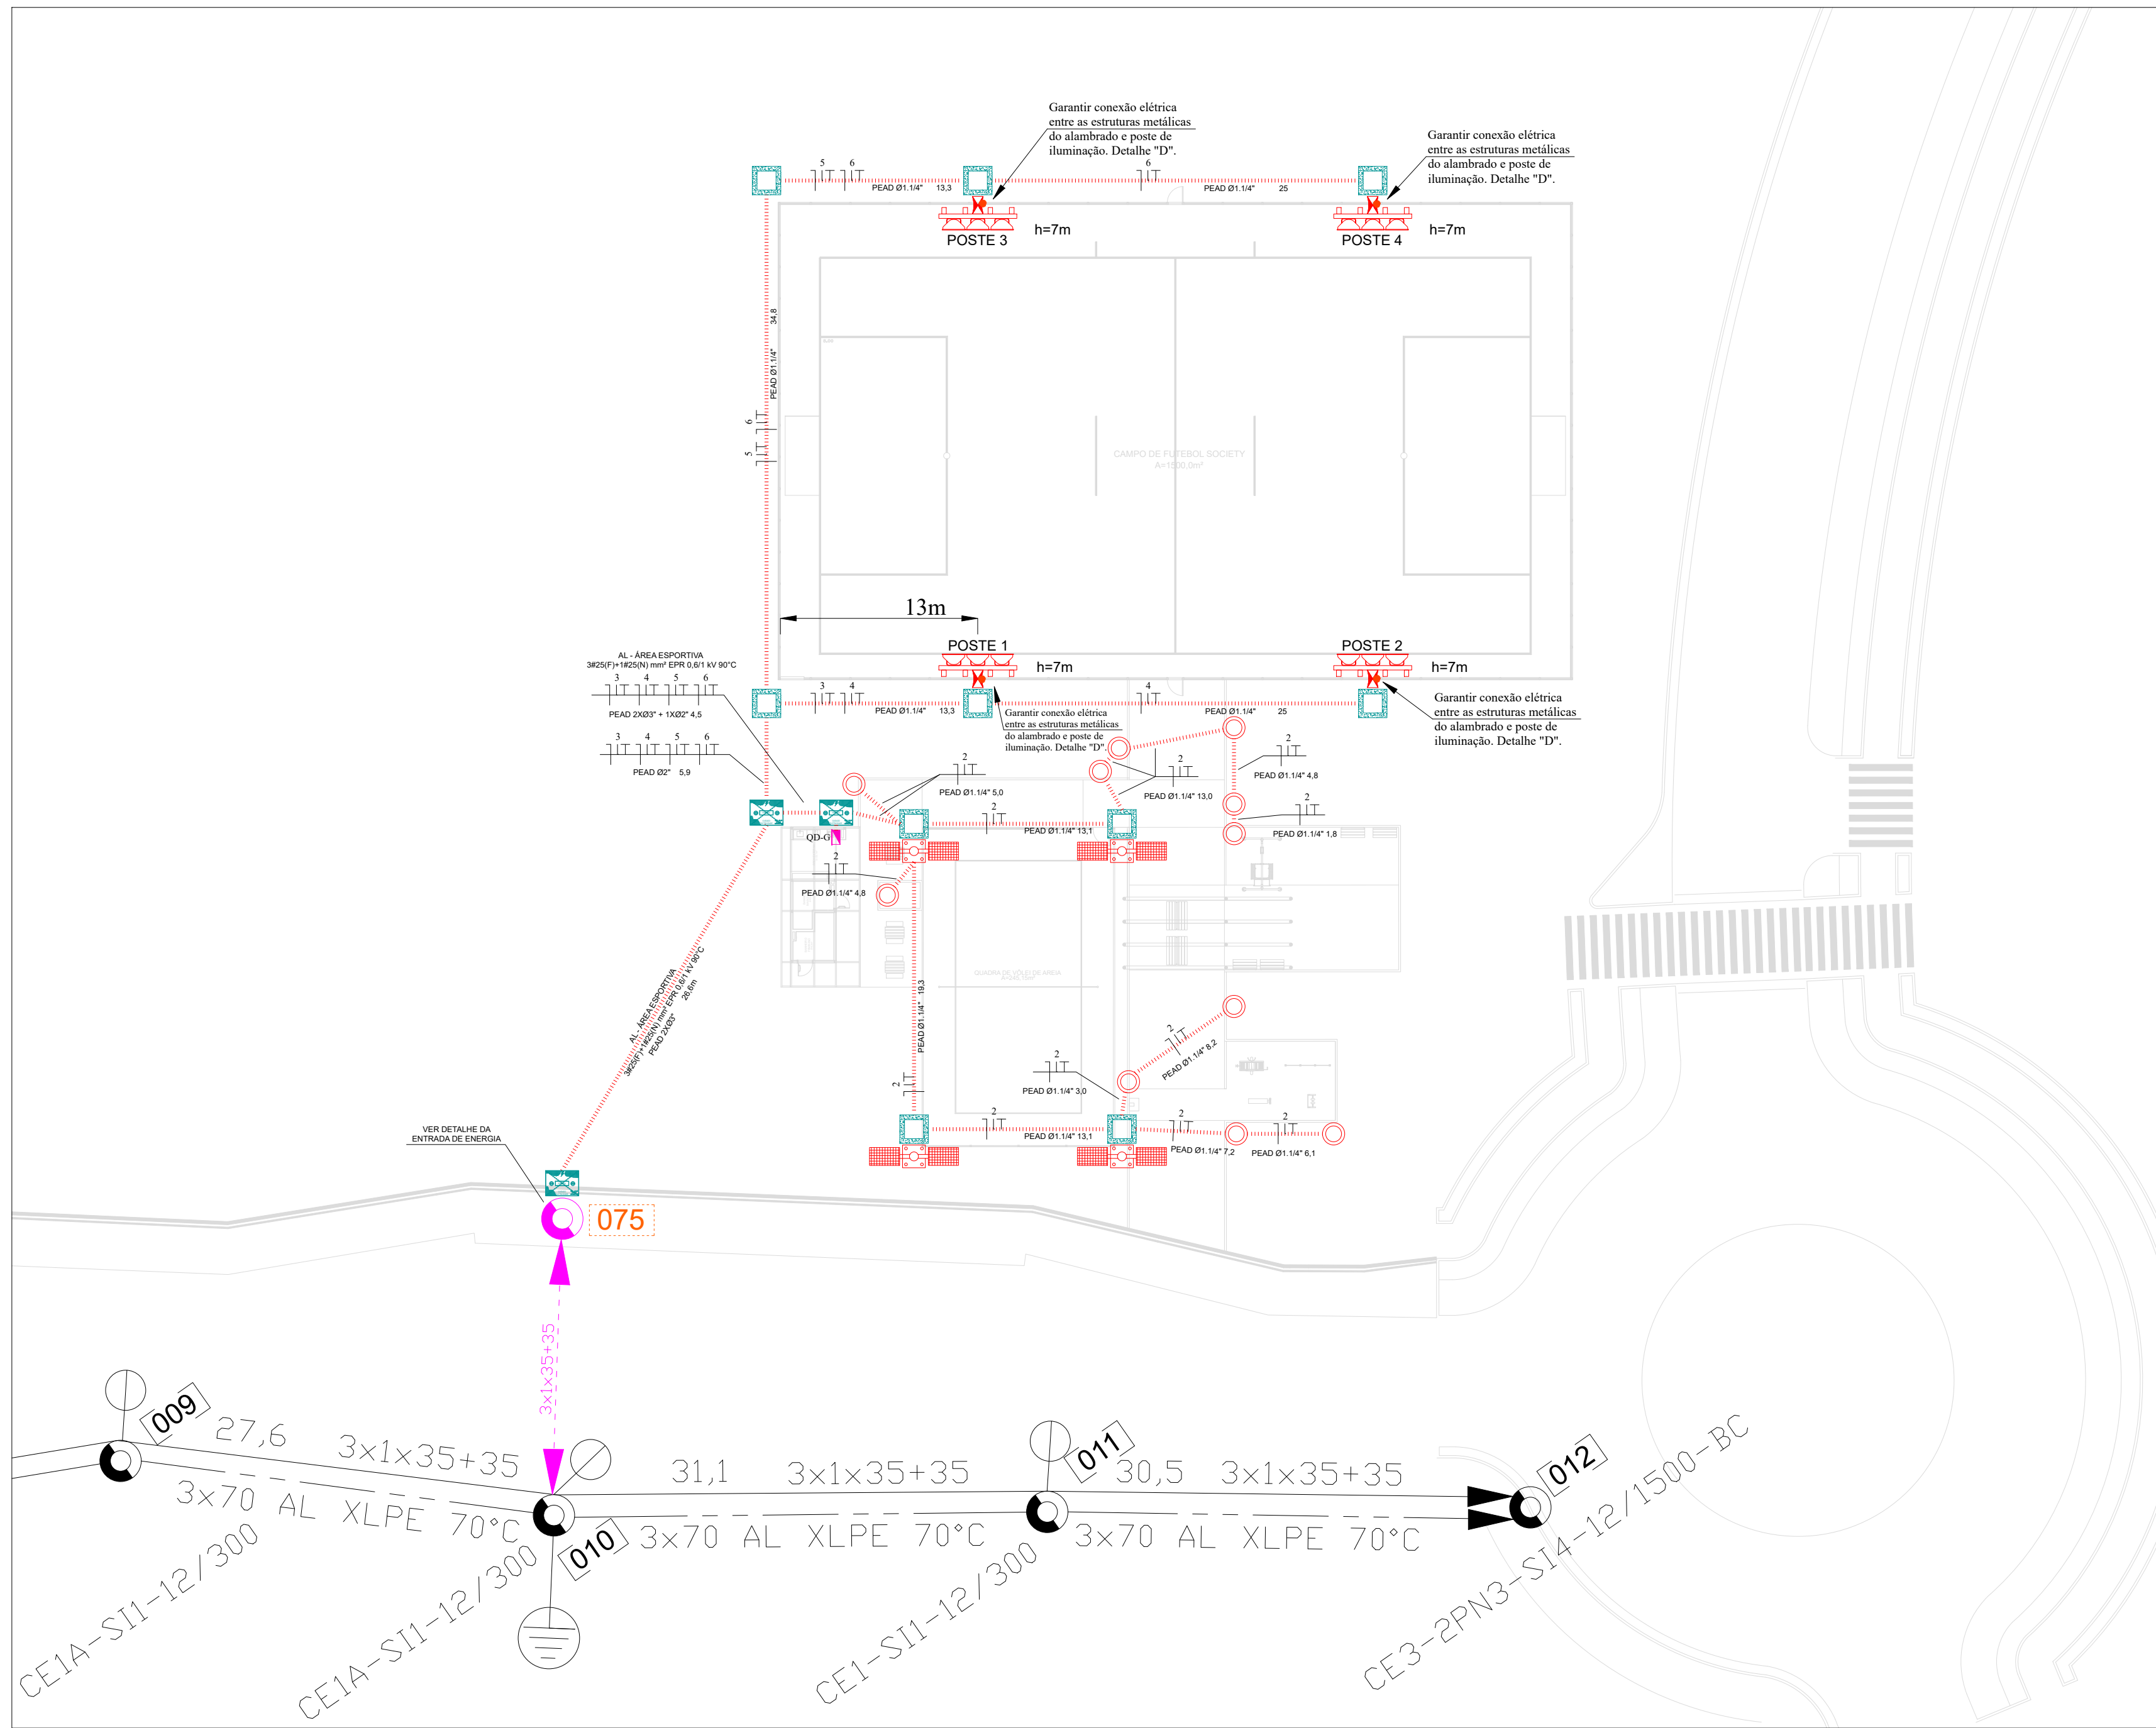 Garantir conexão elétrica
entre as estruturas metálicas
do alambrado e poste de
iluminação. Detalhe "D".
Garantir conexão elétrica
entre as estruturas metálicas
do alambrado e poste de
iluminação. Detalhe "D".
5 6
PEAD Ø1.1/4" 13,3
6
PEAD Ø1.1/4" 25
POSTE 3
h=7m
POSTE 4
h=7m
PEAD Ø1.1/4" 34,8
6
5
CAMPO DE FUTEBOL SOCIETY
A=1500,0m²
13m
POSTE 1
h=7m
POSTE 2
h=7m
AL - ÁREA ESPORTIVA
3#25(F)+1#25(N) mm² EPR 0,6/1 kV 90°C
3 4 5 6
PEAD 2XØ3" + 1XØ2" 4,5
3 4 5 6
PEAD Ø2" 5,9
3 4
PEAD Ø1.1/4" 13,3
4
PEAD Ø1.1/4" 25
Garantir conexão elétrica
entre as estruturas metálicas
do alambrado e poste de
iluminação. Detalhe "D".
Garantir conexão elétrica
entre as estruturas metálicas
do alambrado e poste de
iluminação. Detalhe "D".
2
PEAD Ø1.1/4" 5,0
2
PEAD Ø1.1/4" 13,0
2
PEAD Ø1.1/4" 4,8
2
PEAD Ø1.1/4" 1,8
2
PEAD Ø1.1/4" 13,1
QD-G
2
PEAD Ø1.1/4" 4,8
QUADRA DE VÔLEI DE AREIA
PEAD Ø1.1/4" 19,3
2
AL - ÁREA ESPORTIVA
3#25(F)+1#25(N) mm² EPR 0,6/1 kV 90°C
PEAD 2XØ3" 26,6m
2
PEAD Ø1.1/4" 8,2
2
PEAD Ø1.1/4" 3,0
2
PEAD Ø1.1/4" 13,1
2
PEAD Ø1.1/4" 7,2
2
PEAD Ø1.1/4" 6,1
VER DETALHE DA
ENTRADA DE ENERGIA
075
3x1x35+35
009
27,6 3x1x35+35
3x70 AL XLPE 70°C
CE1A-SI1-12/300
010
31,1 3x1x35+35
3x70 AL XLPE 70°C
CE1A-SI1-12/300
011
30,5 3x1x35+35
3x70 AL XLPE 70°C
CE1-SI1-12/300
012
CE3-2PN3-SI4-12/1500-BC